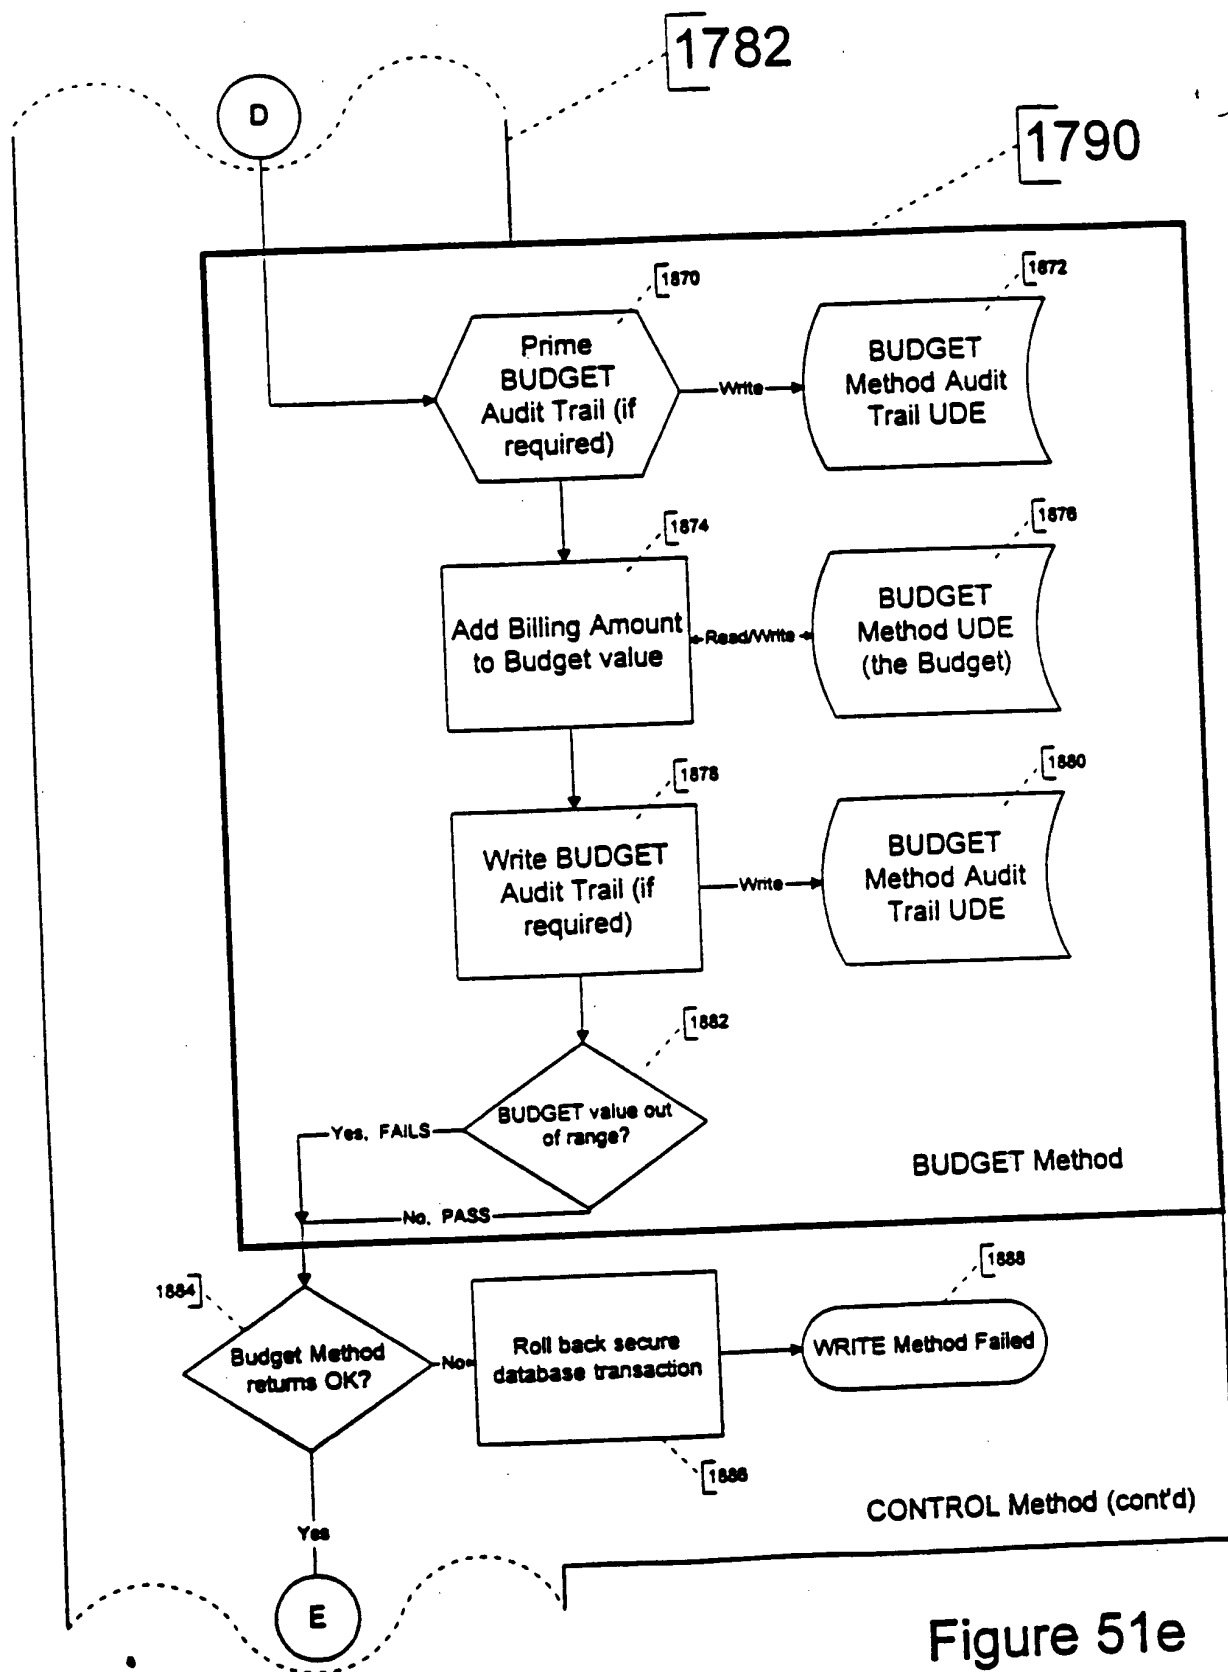 1782
D
1790
1870
1872
Prime
BUDGET
Audit Trail (if
required)
Write
BUDGET
Method Audit
Trail UDE
1874
1876
Add Billing Amount
to Budget value
Read/Write
BUDGET
Method UDE
(the Budget)
1878
1880
Write BUDGET
Audit Trail (if
required)
Write
BUDGET
Method Audit
Trail UDE
1882
BUDGET value out
of range?
Yes, FAILS
No, PASS
BUDGET Method
1884
1888
Budget Method
returns OK?
No
Roll back secure
database transaction
WRITE Method Failed
1886
CONTROL Method (cont'd)
Yes
E
Figure 51e